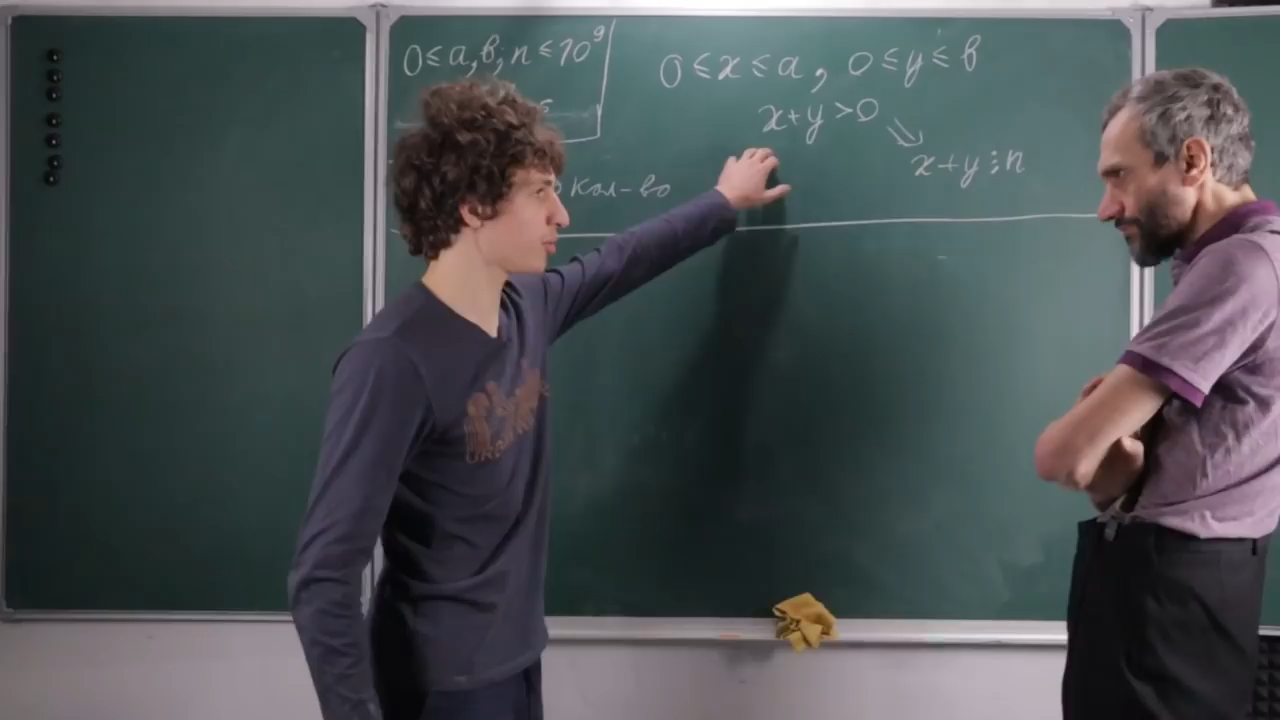 0≤a,b,n≤10⁹
0≤x≤a, 0≤y≤b
x+y>0
x+y⋮n
кол-во